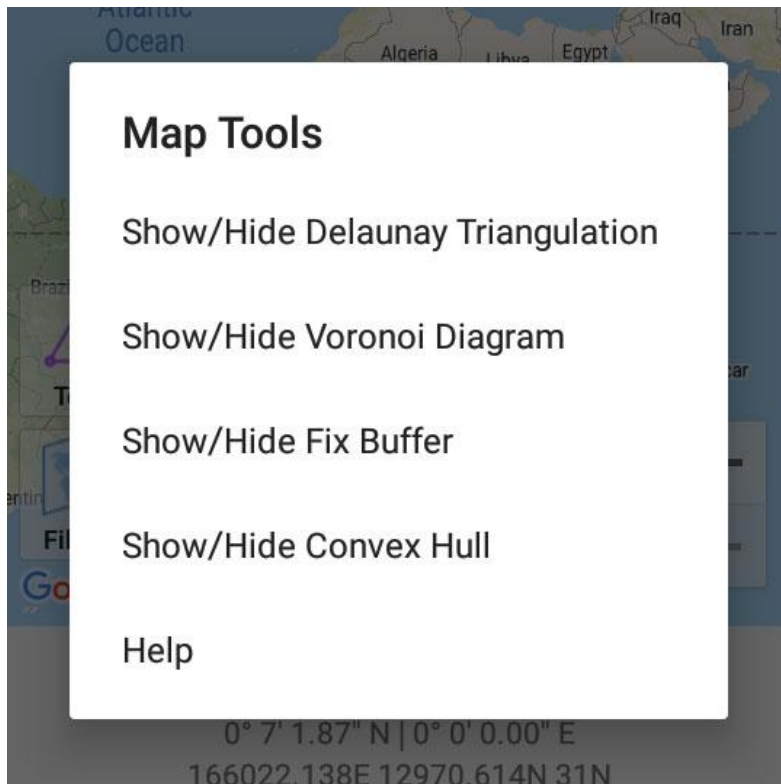 Atlantic
Ocean
Algeria
Libya
Egypt
Iraq
Iran
Map Tools
Show/Hide Delaunay Triangulation
Show/Hide Voronoi Diagram
Show/Hide Fix Buffer
Show/Hide Convex Hull
Help
0° 7' 1.87" N | 0° 0' 0.00" E
166022.138E 12970.614N 31N